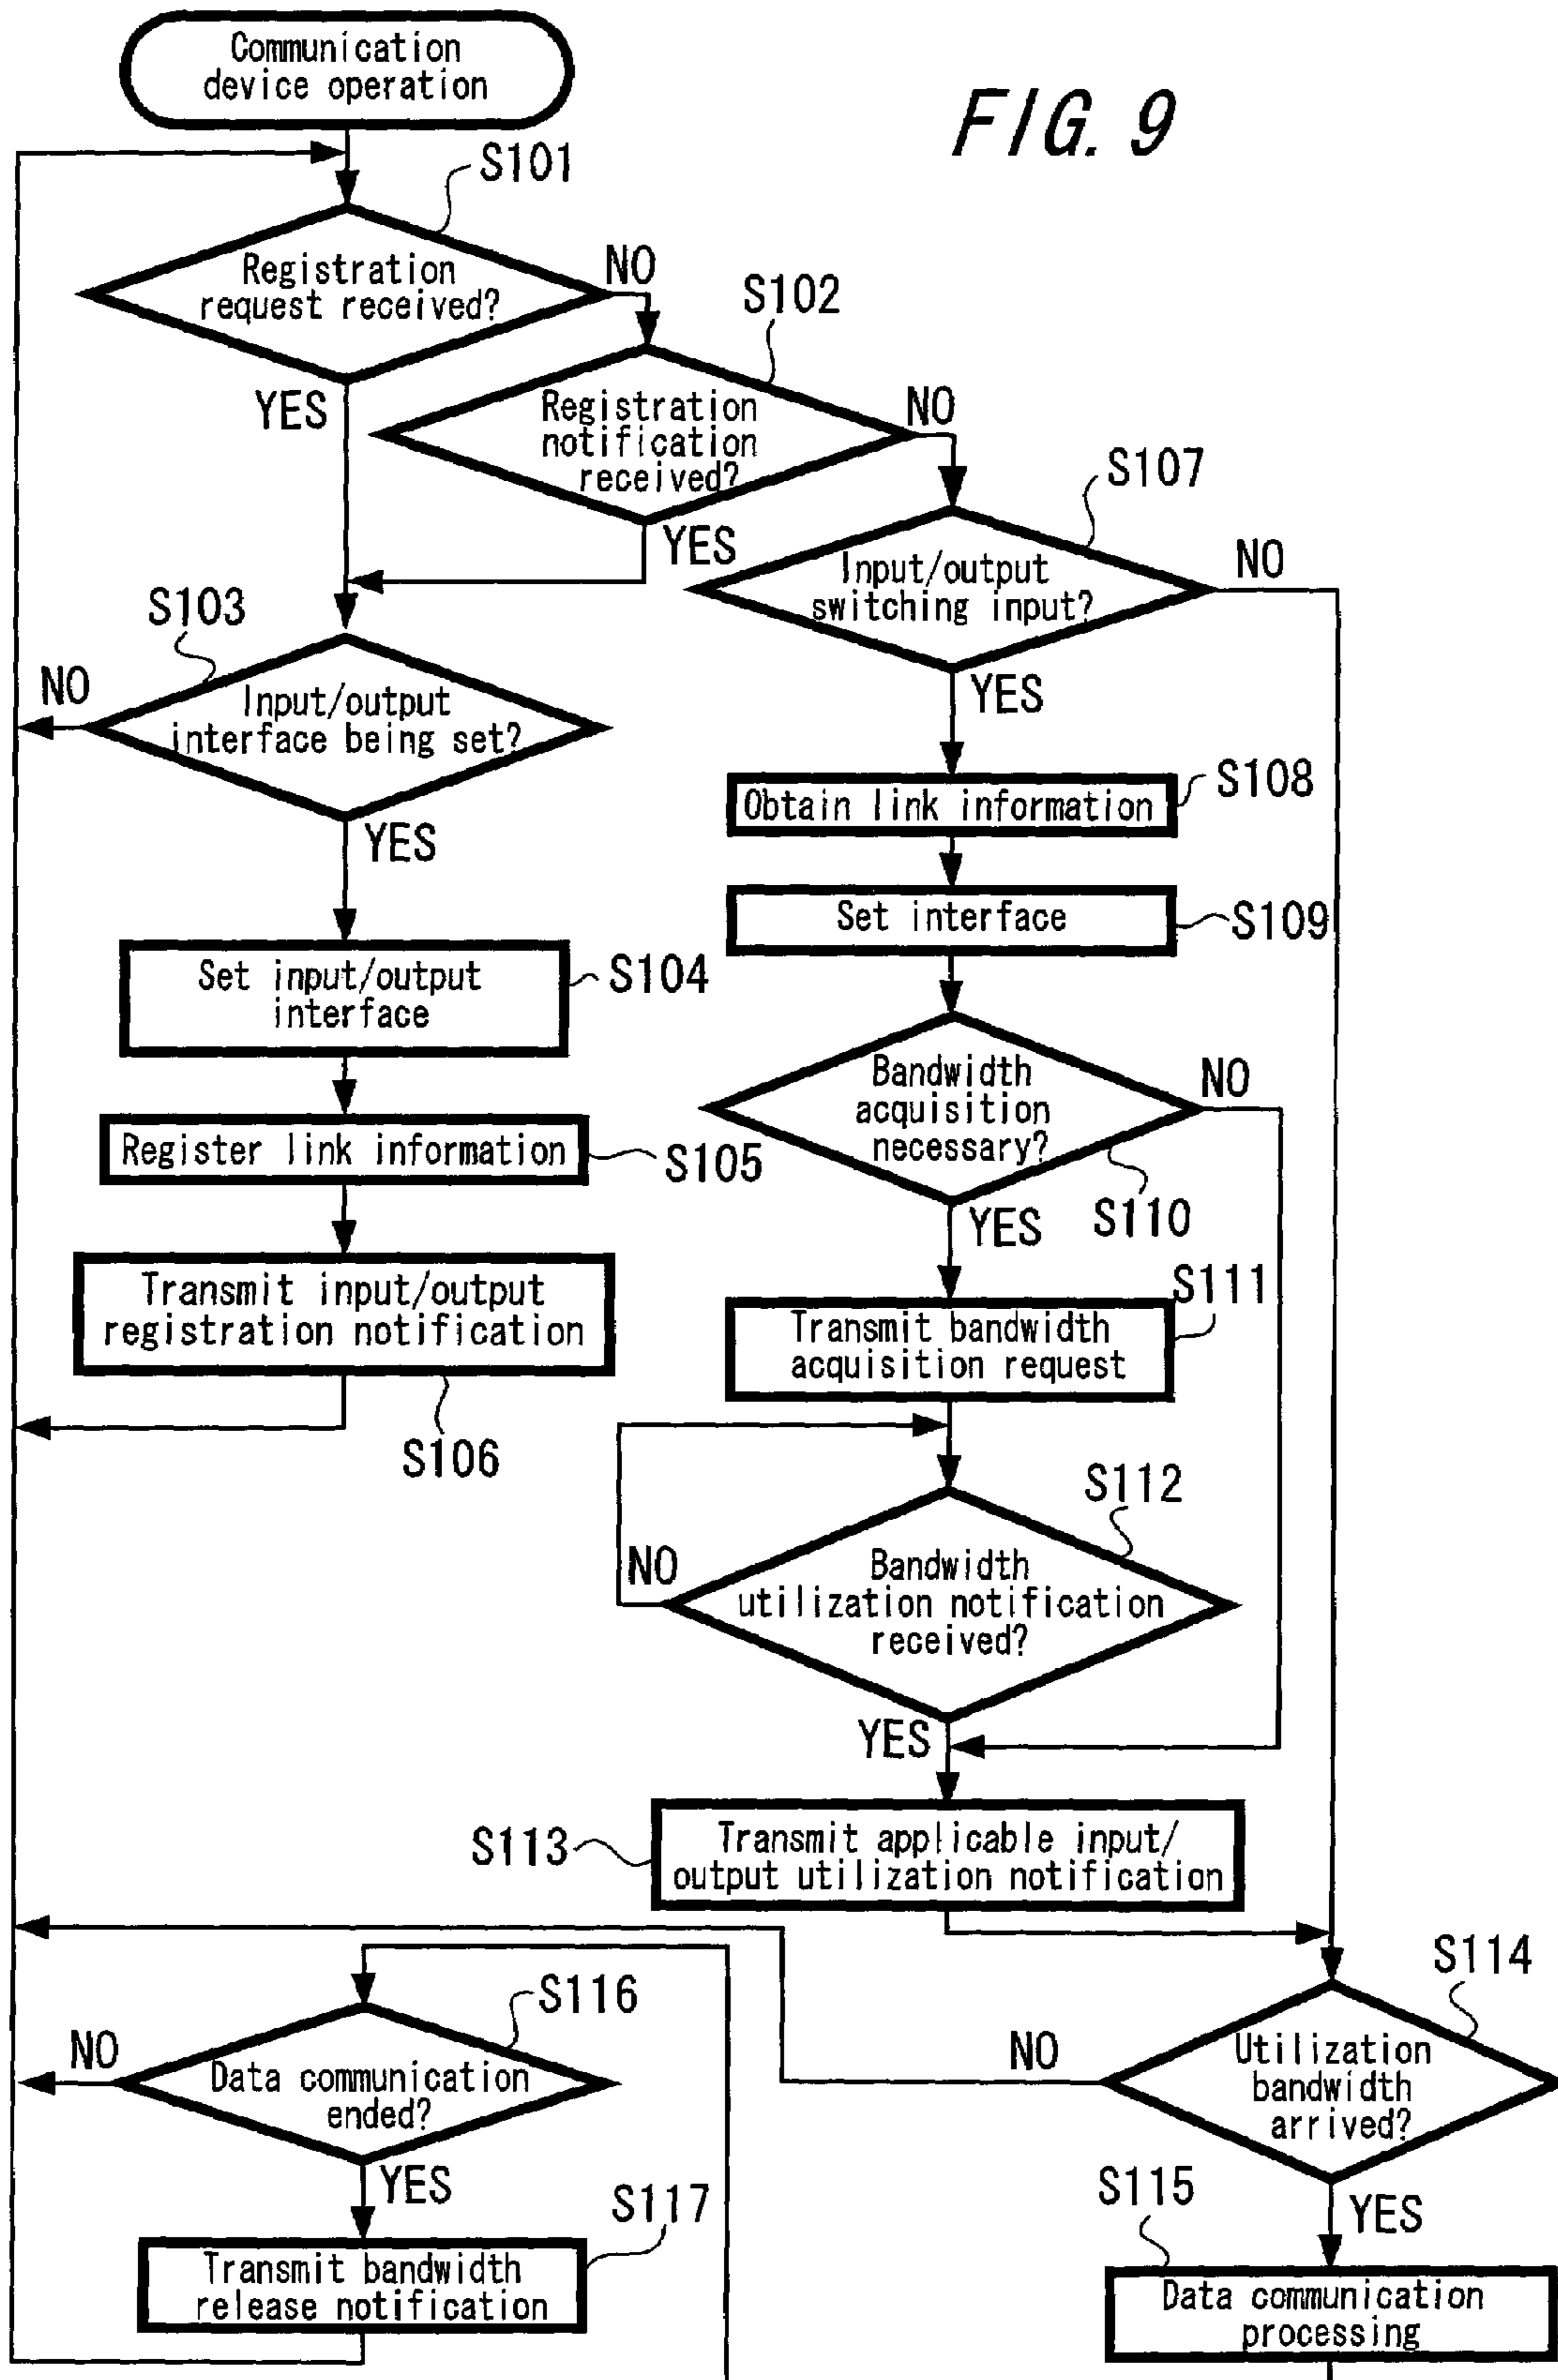 Communication
device operation
FIG. 9
S101
Registration
request received?
NO
YES
S102
Registration
notification
received?
NO
YES
S107
Input/output
switching input?
NO
YES
S103
Input/output
interface being set?
NO
YES
S108
Obtain link information
Set interface
S109
Set input/output
interface
S104
Bandwidth
acquisition
necessary?
NO
S110
YES
Register link information
S105
Transmit input/output
registration notification
S106
S111
Transmit bandwidth
acquisition request
S112
Bandwidth
utilization notification
received?
NO
YES
S113
Transmit applicable input/
output utilization notification
S114
Utilization
bandwidth
arrived?
NO
YES
S116
Data communication
ended?
NO
YES
S117
Transmit bandwidth
release notification
S115
Data communication
processing